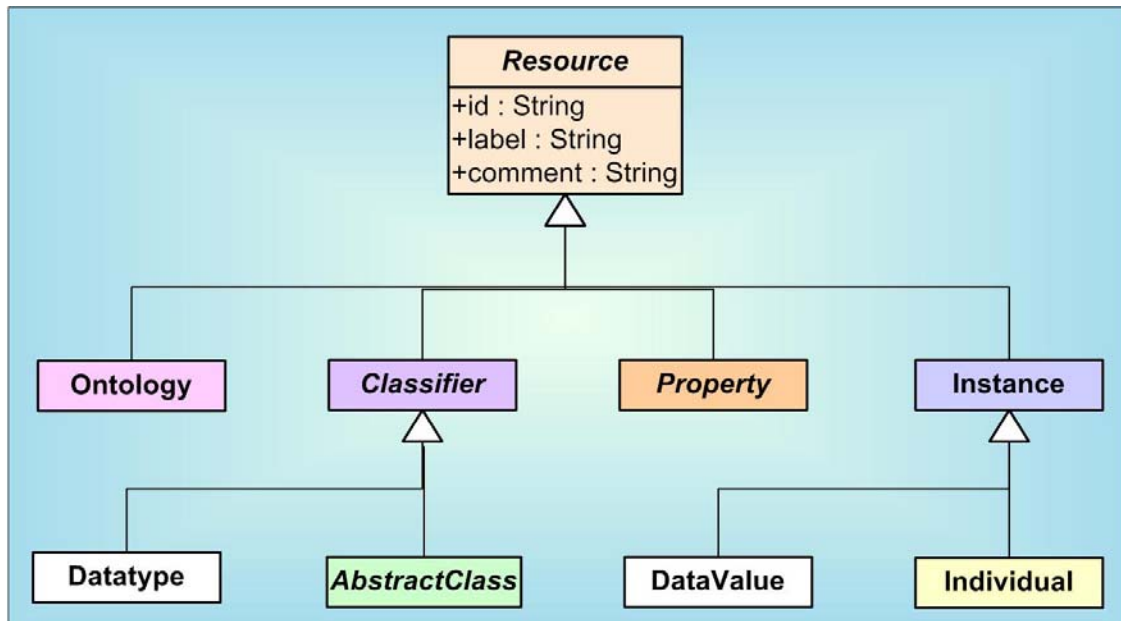 Resource
+id : String
+label : String
+comment : String
Ontology
Classifier
Property
Instance
Datatype
AbstractClass
DataValue
Individual